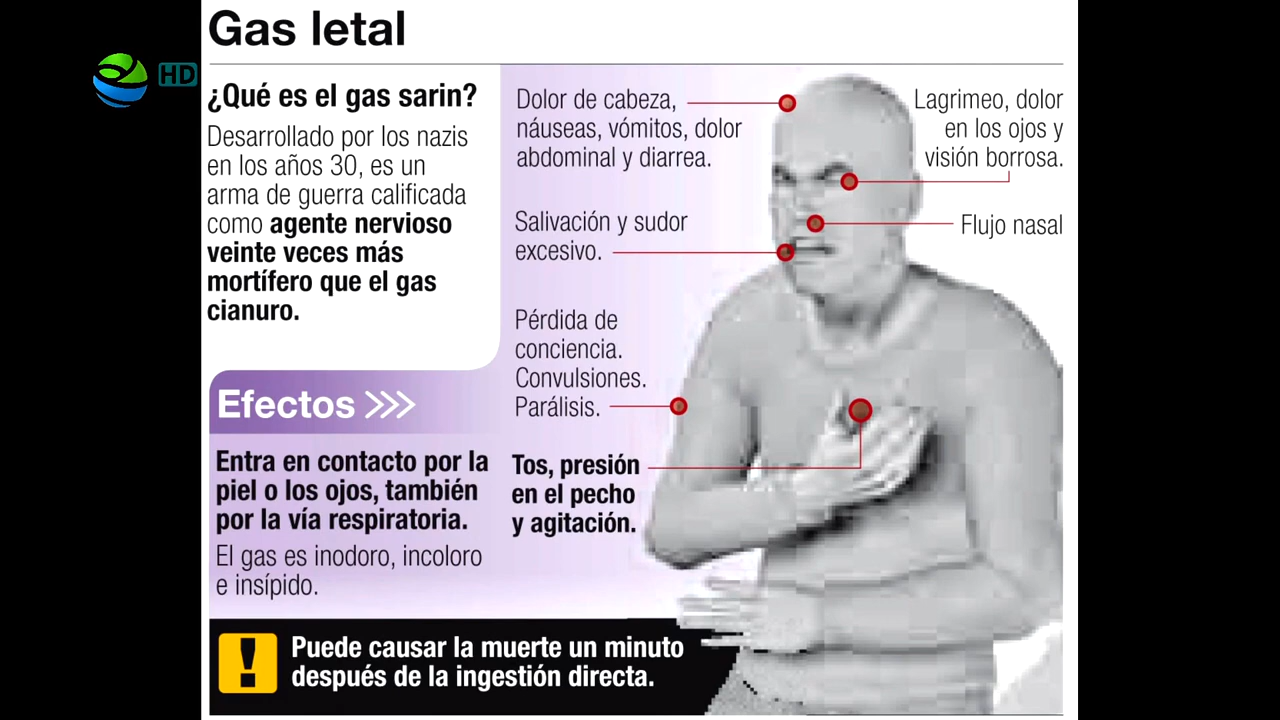 Gas letal
HD
¿Qué es el gas sarin?
Desarrollado por los nazis
en los años 30, es un
arma de guerra calificada
como agente nervioso
veinte veces más
mortífero que el gas
cianuro.
Efectos
Entra en contacto por la
piel o los ojos, también
por la vía respiratoria.
El gas es inodoro, incoloro
e insípido.
Dolor de cabeza,
náuseas, vómitos, dolor
abdominal y diarrea.
Salivación y sudor
excesivo.
Pérdida de
conciencia.
Convulsiones.
Parálisis.
Tos, presión
en el pecho
y agitación.
Lagrimeo, dolor
en los ojos y
visión borrosa.
Flujo nasal
Puede causar la muerte un minuto
después de la ingestión directa.